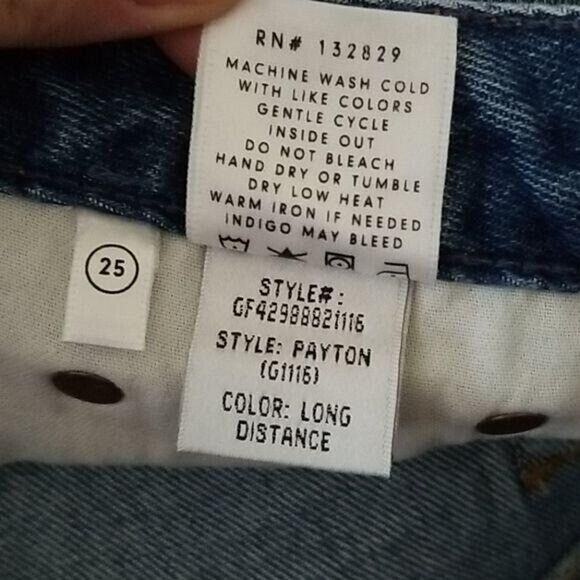 RN# 132829
MACHINE WASH COLD
WITH LIKE COLORS
GENTLE CYCLE
INSIDE OUT
DO NOT BLEACH
HAND DRY OR TUMBLE
DRY LOW HEAT
WARM IRON IF NEEDED
INDIGO MAY BLEED
25
STYLE#:
GF42988821116
STYLE: PAYTON
(G1116)
COLOR: LONG
DISTANCE